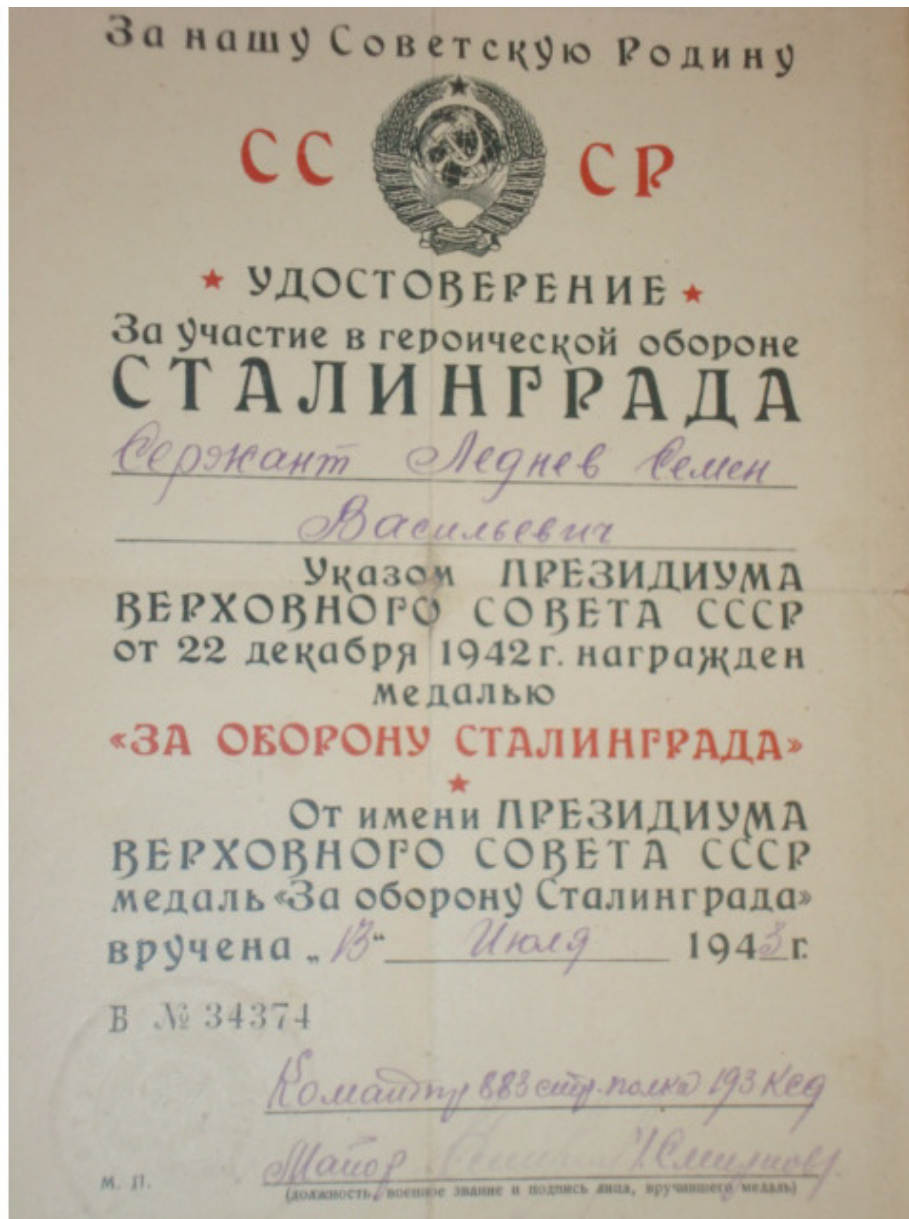 За нашу Советскую Родину
СС СР
УДОСТОВЕРЕНИЕ
За участие в героической обороне
СТАЛИНГРАДА
Сержант Леднев Семен
Васильевич
Указом ПРЕЗИДИУМА
ВЕРХОВНОГО СОВЕТА СССР
от 22 декабря 1942 г. награжден
медалью
«ЗА ОБОРОНУ СТАЛИНГРАДА»
От имени ПРЕЗИДИУМА
ВЕРХОВНОГО СОВЕТА СССР
медаль «За оборону Сталинграда»
вручена „13“ Июля 1943 г.
Б № 34374
Командир 883 стр. полка 193 ксд
Майор
М. П. (должность, военное звание и подпись лица, вручившего медаль)